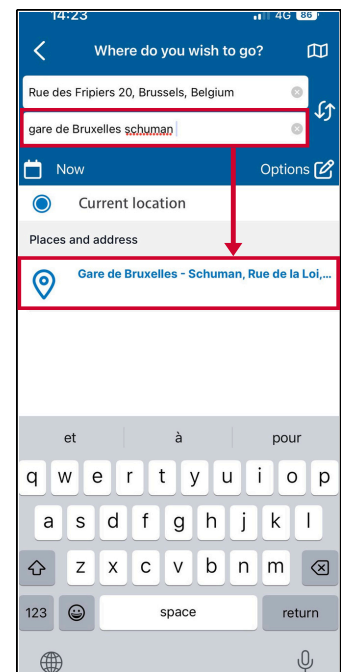 14:23 4G 86
Where do you wish to go?
Rue des Fripiers 20, Brussels, Belgium
gare de Bruxelles schuman
Now Options
Current location
Places and address
Gare de Bruxelles - Schuman, Rue de la Loi,...
et à pour
q w e r t y u i o p
a s d f g h j k l
z x c v b n m
123 space return